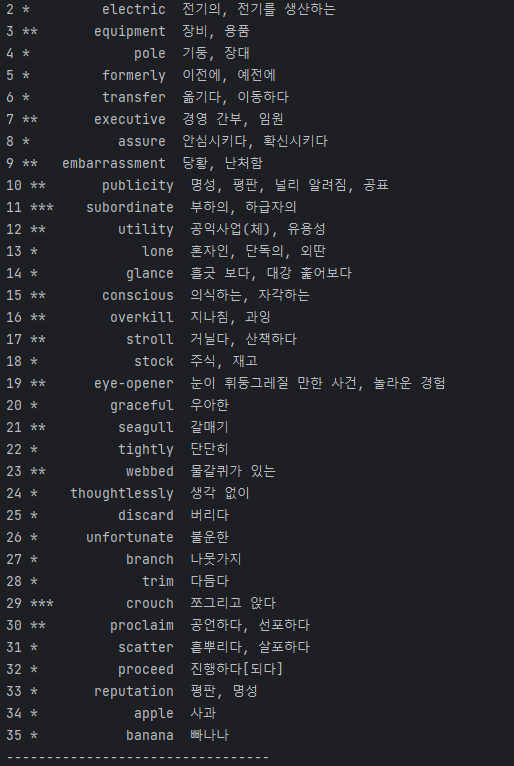 2 * electric 전기의, 전기를 생산하는
3 ** equipment 장비, 용품
4 * pole 기둥, 장대
5 * formerly 이전에, 예전에
6 * transfer 옮기다, 이동하다
7 ** executive 경영 간부, 임원
8 * assure 안심시키다, 확신시키다
9 ** embarrassment 당황, 난처함
10 ** publicity 명성, 평판, 널리 알려짐, 공표
11 *** subordinate 부하의, 하급자의
12 ** utility 공익사업(체), 유용성
13 * lone 혼자인, 단독의, 외딴
14 * glance 흘긋 보다, 대강 훑어보다
15 ** conscious 의식하는, 자각하는
16 ** overkill 지나침, 과잉
17 ** stroll 거닐다, 산책하다
18 * stock 주식, 재고
19 ** eye-opener 눈이 휘둥그레질 만한 사건, 놀라운 경험
20 * graceful 우아한
21 ** seagull 갈매기
22 * tightly 단단히
23 ** webbed 물갈퀴가 있는
24 * thoughtlessly 생각 없이
25 * discard 버리다
26 * unfortunate 불운한
27 * branch 나뭇가지
28 * trim 다듬다
29 *** crouch 쪼그리고 앉다
30 ** proclaim 공언하다, 선포하다
31 * scatter 흩뿌리다, 살포하다
32 * proceed 진행하다[되다]
33 * reputation 평판, 명성
34 * apple 사과
35 * banana 빠나나
---------------------------------